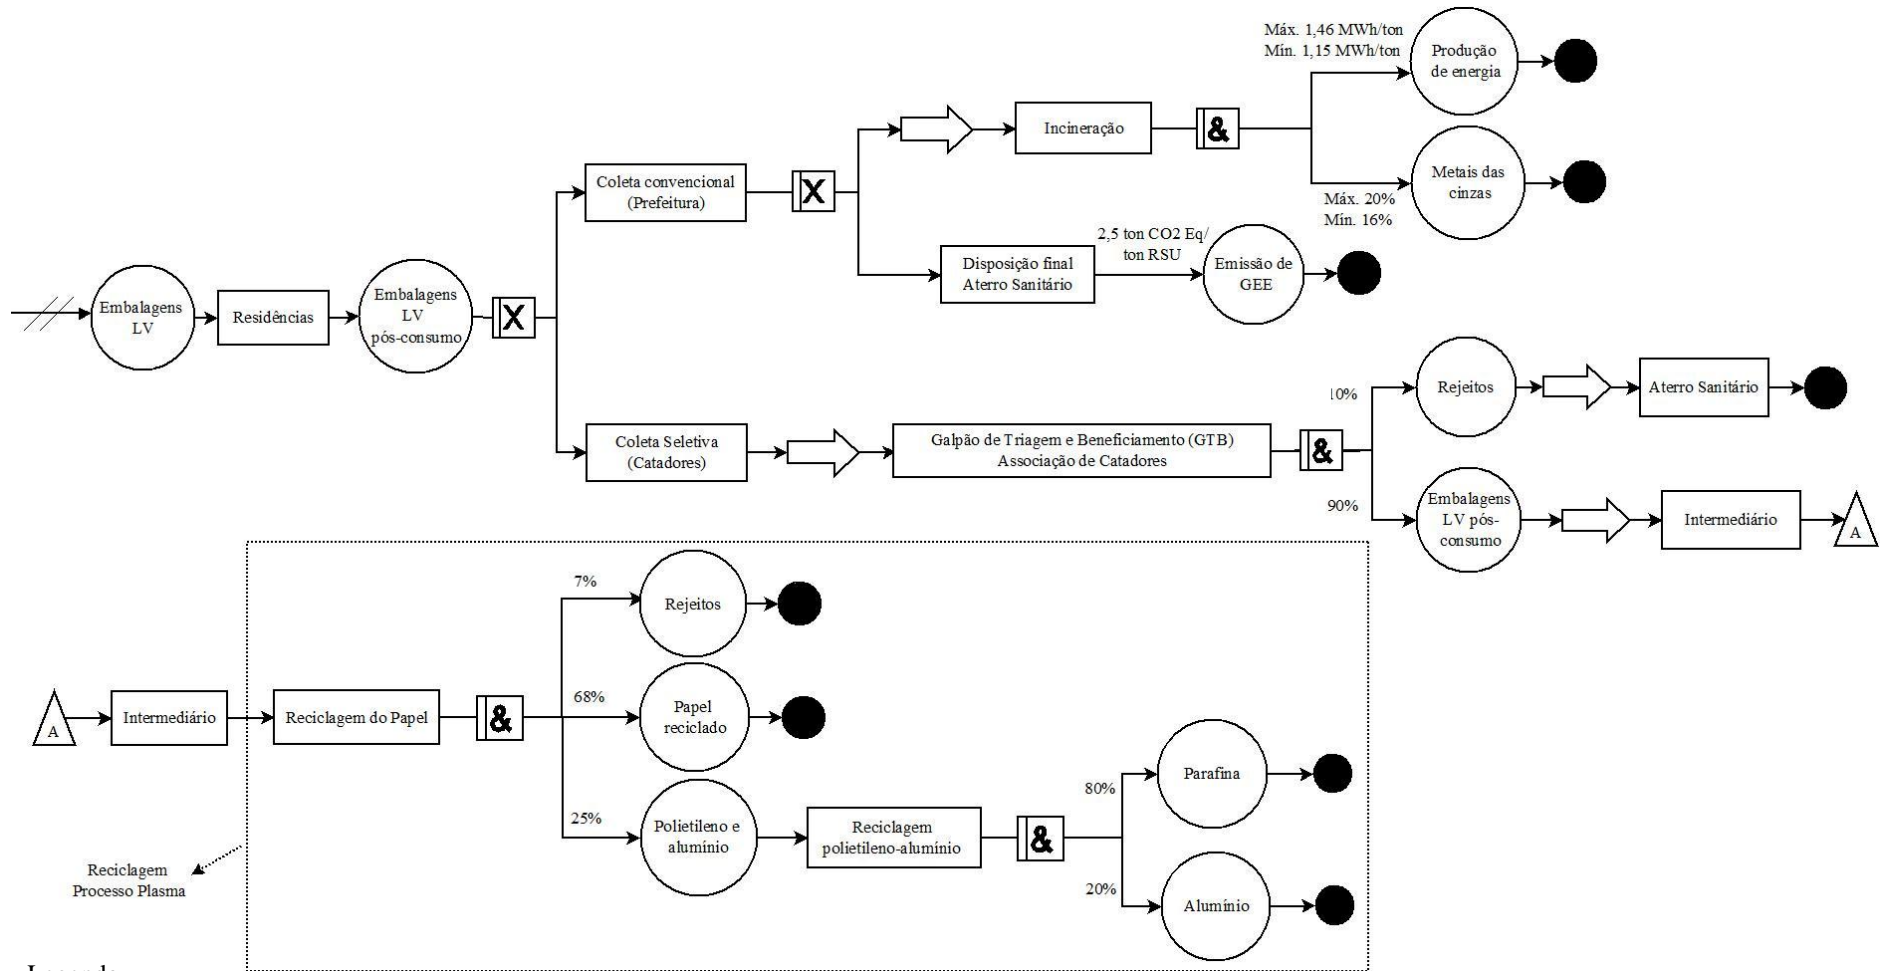 Máx. 1,46 MWh/ton
Mín. 1,15 MWh/ton
Produção
de energia
Incineração
&
Coleta convencional
(Prefeitura)
X
Metais das
cinzas
Máx. 20%
Mín. 16%
2,5 ton CO2 Eq/
ton RSU
Disposição final
Aterro Sanitário
Emissão de
GEE
Embalagens
LV
Residências
Embalagens
LV
pós-consumo
X
10%
Rejeitos
Aterro Sanitário
Coleta Seletiva
(Catadores)
Galpão de Triagem e Beneficiamento (GTB)
Associação de Catadores
&
90%
Embalagens
LV pós-
consumo
Intermediário
A
7%
Rejeitos
A
Intermediário
Reciclagem do Papel
&
68%
Papel
reciclado
25%
Polietileno e
alumínio
Reciclagem
polietileno-alumínio
&
80%
Parafina
20%
Alumínio
Reciclagem
Processo Plasma